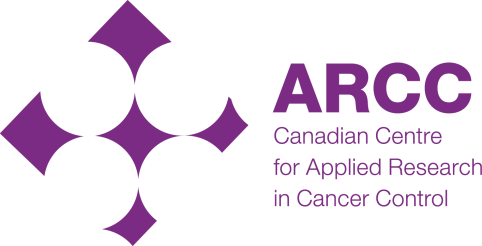 ARCC
Canadian Centre
for Applied Research
in Cancer Control